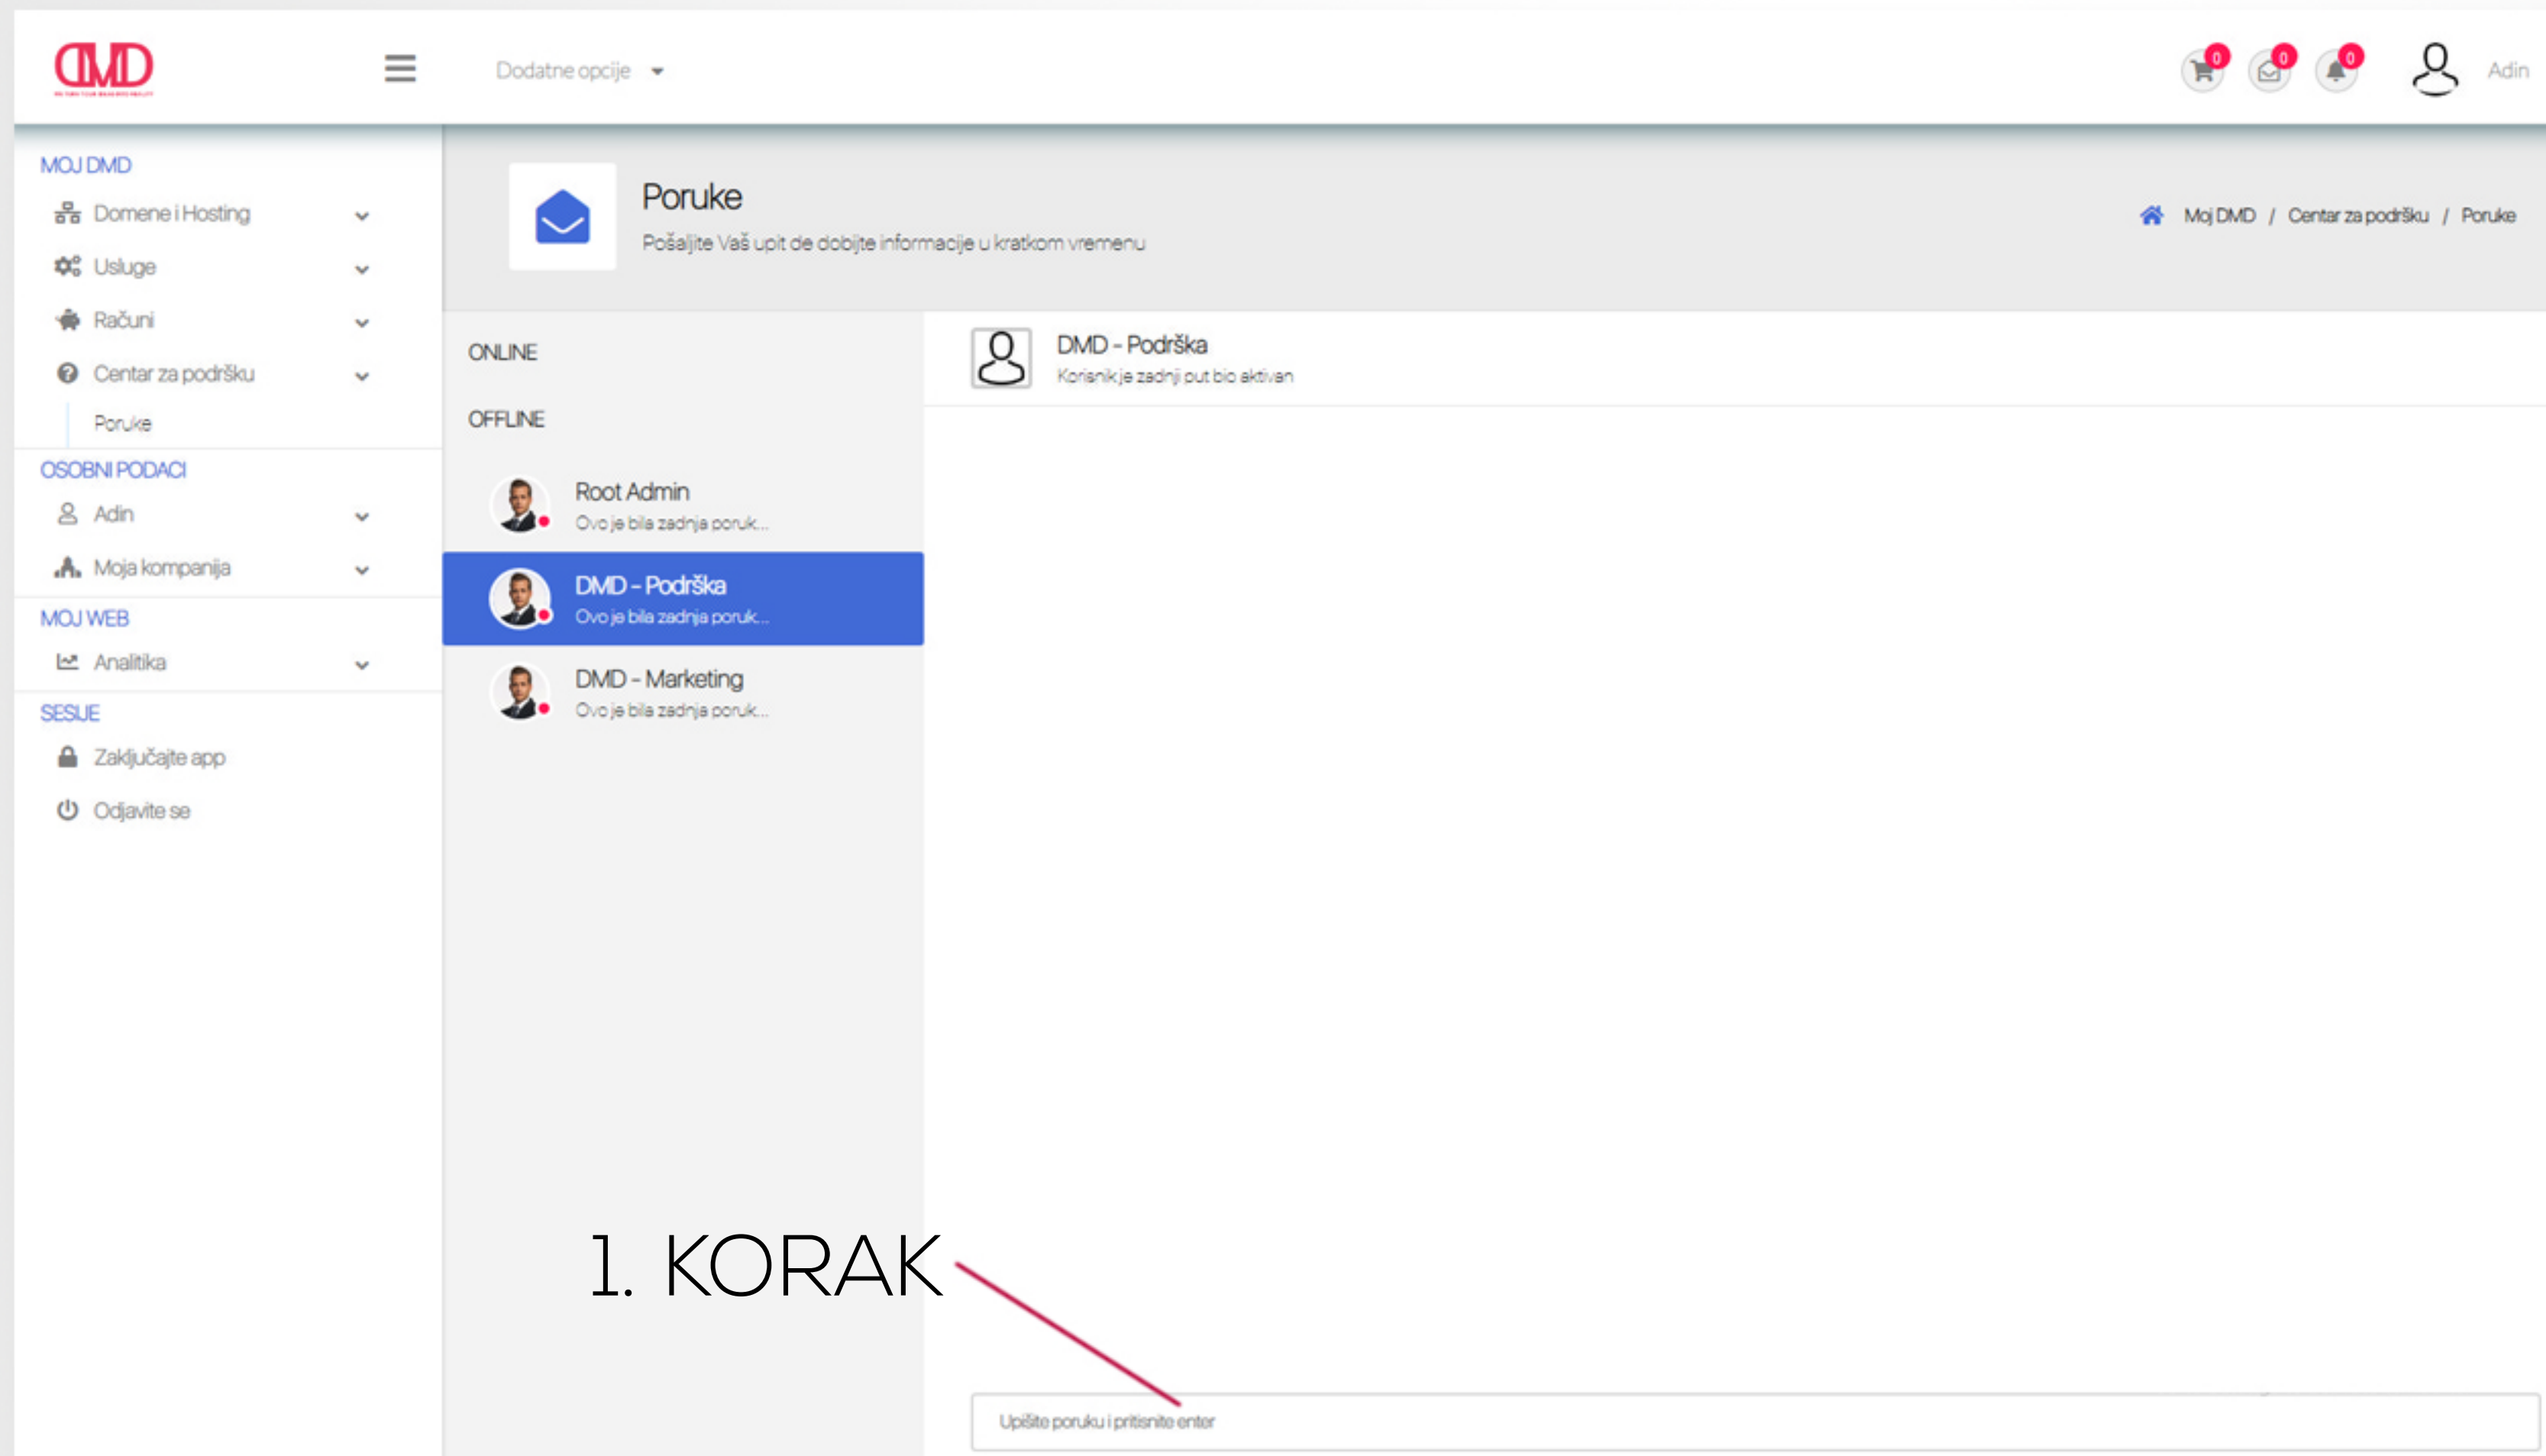 DMD
Dodatne opcije
0
0
0
Adin
MOJ DMD
Domene i Hosting
Usluge
Računi
Centar za podršku
Poruke
OSOBNI PODACI
Adin
Moja kompanija
MOJ WEB
Analitika
SESIJE
Zaključajte app
Odjavite se
Poruke
Pošaljite Vaš upit de dobijte informacije u kratkom vremenu
Moj DMD / Centar za podršku / Poruke
ONLINE
OFFLINE
Root Admin
Ovo je bila zadnja poruk...
DMD - Podrška
Ovo je bila zadnja poruk...
DMD - Marketing
Ovo je bila zadnja poruk...
DMD - Podrška
Korisnik je zadnji put bio aktivan
1. KORAK
Upišite poruku i pritisnite enter